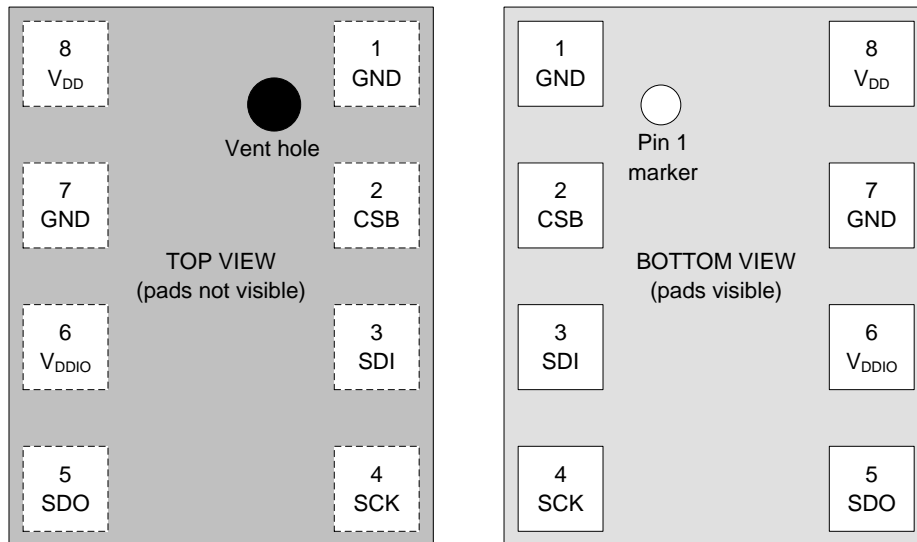 8
VDD
1
GND
Vent hole
7
GND
2
CSB
TOP VIEW
(pads not visible)
6
VDDIO
3
SDI
5
SDO
4
SCK
1
GND
8
VDD
Pin 1
marker
2
CSB
7
GND
BOTTOM VIEW
(pads visible)
3
SDI
6
VDDIO
4
SCK
5
SDO